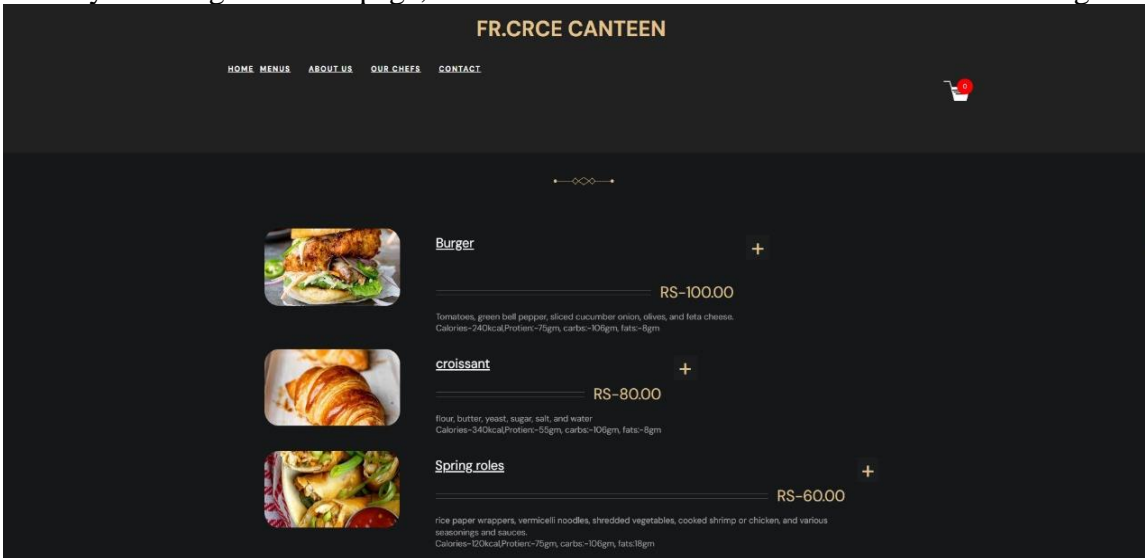 FR.CRCE CANTEEN
HOME MENUS ABOUT US OUR CHEFS CONTACT
0
Burger
+
RS-100.00
Tomatoes, green bell pepper, sliced cucumber onion, olives, and feta cheese.
Calories-240kcal,Protien:-75gm, carbs:-106gm, fats:-8gm
croissant
+
RS-80.00
flour, butter, yeast, sugar, salt, and water
Calories-340kcal,Protien:-55gm, carbs:-106gm, fats:-8gm
Spring roles
+
RS-60.00
rice paper wrappers, vermicelli noodles, shredded vegetables, cooked shrimp or chicken, and various
seasonings and sauces.
Calories-120kcal,Protien:-75gm, carbs:-106gm, fats:18gm